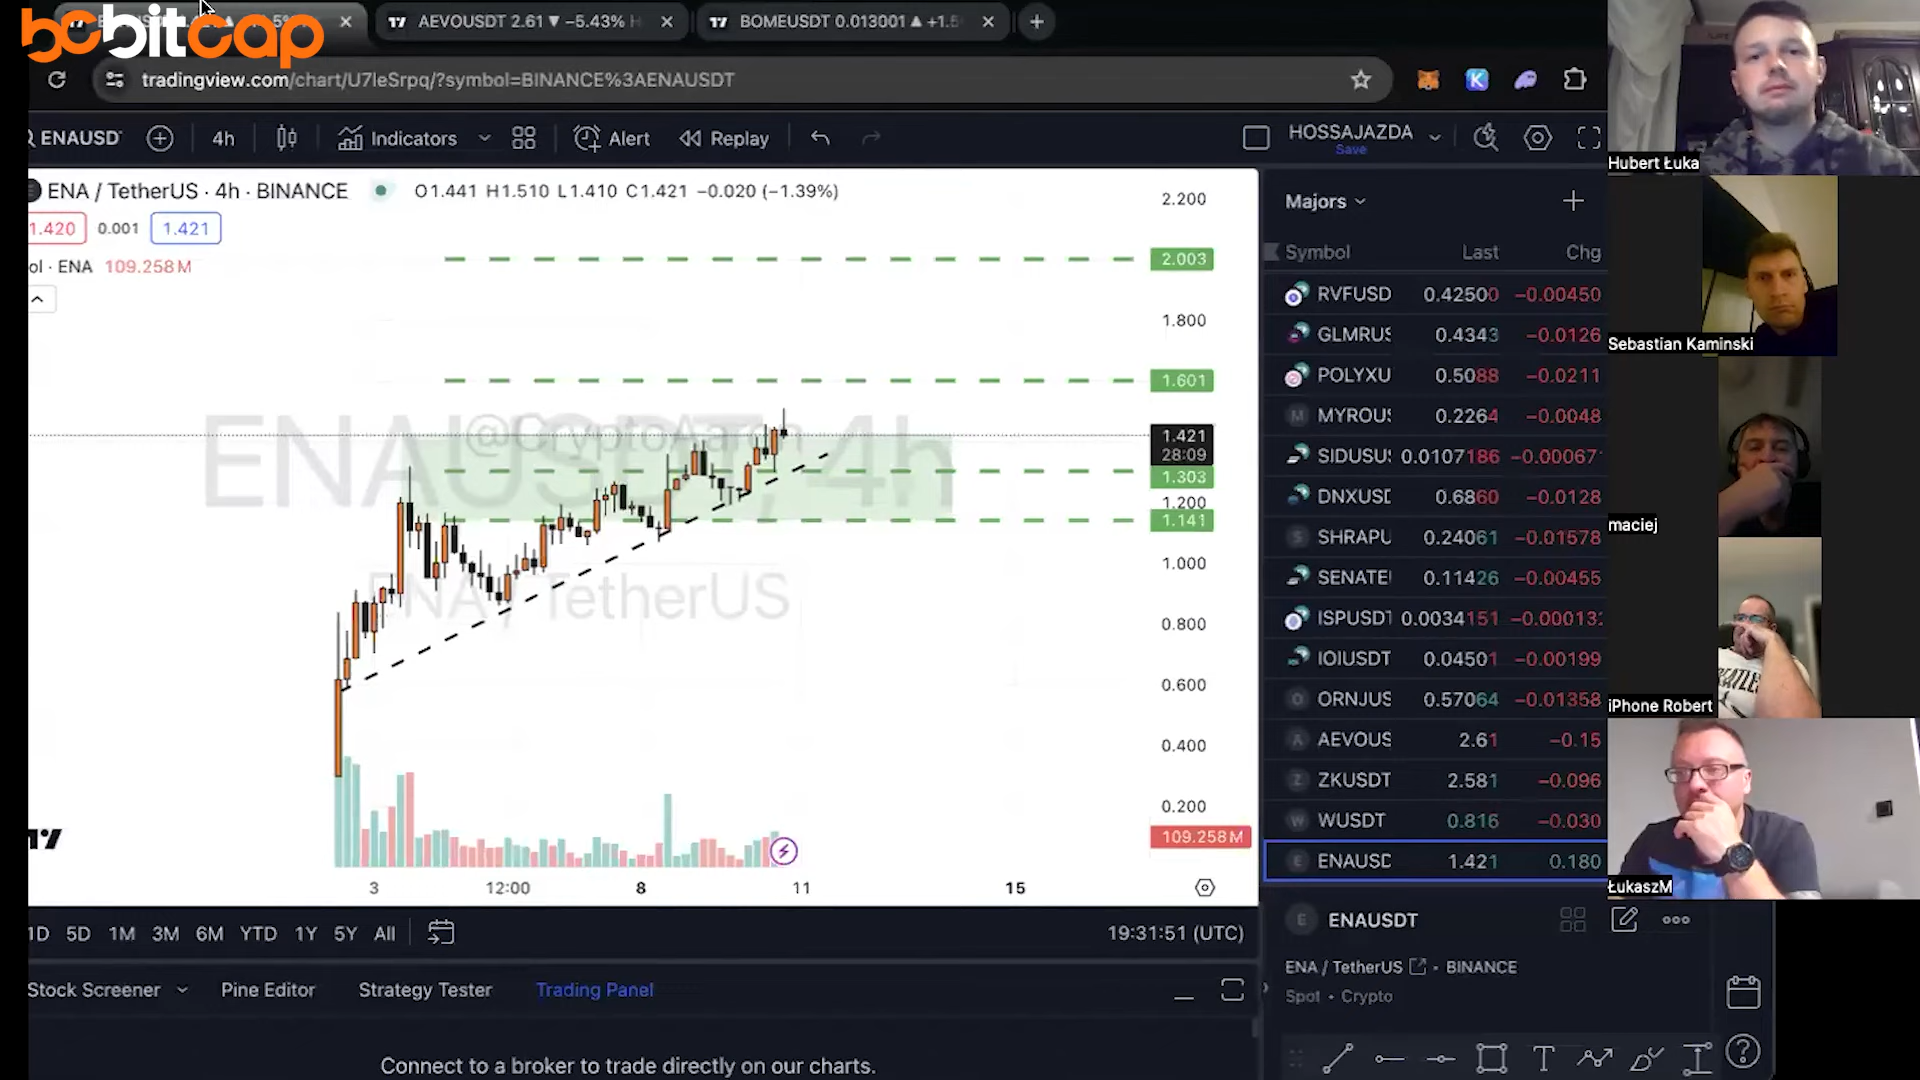 bitcap
AEVOUSDT 2.61 ▼ −5.43%
BOMEUSDT 0.013001 ▲ +1.5
tradingview.com/chart/U7leSrpq/?symbol=BINANCE%3AENAUSDT
ENAUSD
4h
Indicators
Alert
Replay
HOSSAJAZDA
Save
ENA / TetherUS · 4h · BINANCE
O1.441 H1.510 L1.410 C1.421 −0.020 (−1.39%)
1.420
0.001
1.421
ol · ENA 109.258M
ENAUSDT, 4h
ENA / TetherUS
2.200
2.003
1.800
1.601
1.421
28:09
1.303
1.200
1.141
1.000
0.800
0.600
0.400
0.200
109.258M
3
12:00
8
11
15
1D 5D 1M 3M 6M YTD 1Y 5Y All
19:31:51 (UTC)
Stock Screener
Pine Editor
Strategy Tester
Trading Panel
Connect to a broker to trade directly on our charts.
Majors
Symbol Last Chg
RVFUSD 0.42500 −0.00450
GLMRUS 0.4343 −0.0126
POLYXU 0.5088 −0.0211
MYROUS 0.2264 −0.0048
SIDUSU 0.0107186 −0.00067
DNXUSD 0.6860 −0.0128
SHRAPU 0.24061 −0.01578
SENATE 0.11426 −0.00455
ISPUSDT 0.0034151 −0.00013
IOIUSDT 0.04501 −0.00199
ORNJUS 0.57064 −0.01358
AEVOUS 2.61 −0.15
ZKUSDT 2.581 −0.096
WUSDT 0.816 −0.030
ENAUSD 1.421 0.180
ENAUSDT
ENA / TetherUS · BINANCE
Spot · Crypto
Hubert Łuka
Sebastian Kaminski
maciej
iPhone Robert
ŁukaszM